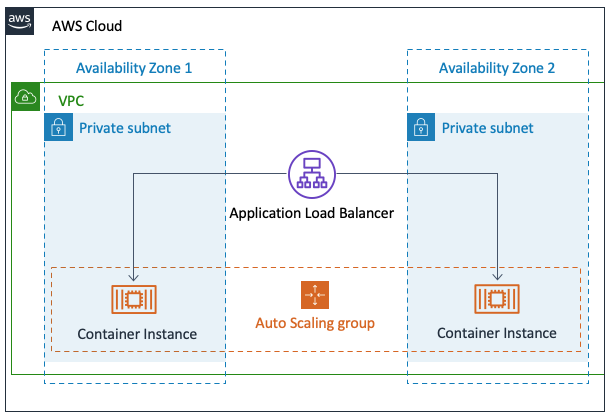 aws
AWS Cloud
Availability Zone 1
Availability Zone 2
VPC
Private subnet
Private subnet
Application Load Balancer
Auto Scaling group
Container Instance
Container Instance